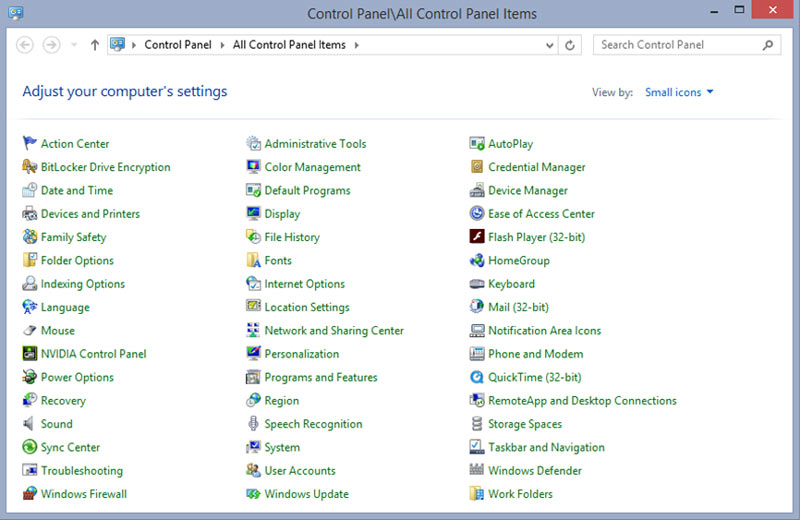 Control Panel\All Control Panel Items
Control Panel All Control Panel Items Search Control Panel
Adjust your computer's settings View by: Small icons
Action Center Administrative Tools AutoPlay
BitLocker Drive Encryption Color Management Credential Manager
Date and Time Default Programs Device Manager
Devices and Printers Display Ease of Access Center
Family Safety File History Flash Player (32-bit)
Folder Options Fonts HomeGroup
Indexing Options Internet Options Keyboard
Language Location Settings Mail (32-bit)
Mouse Network and Sharing Center Notification Area Icons
NVIDIA Control Panel Personalization Phone and Modem
Power Options Programs and Features QuickTime (32-bit)
Recovery Region RemoteApp and Desktop Connections
Sound Speech Recognition Storage Spaces
Sync Center System Taskbar and Navigation
Troubleshooting User Accounts Windows Defender
Windows Firewall Windows Update Work Folders